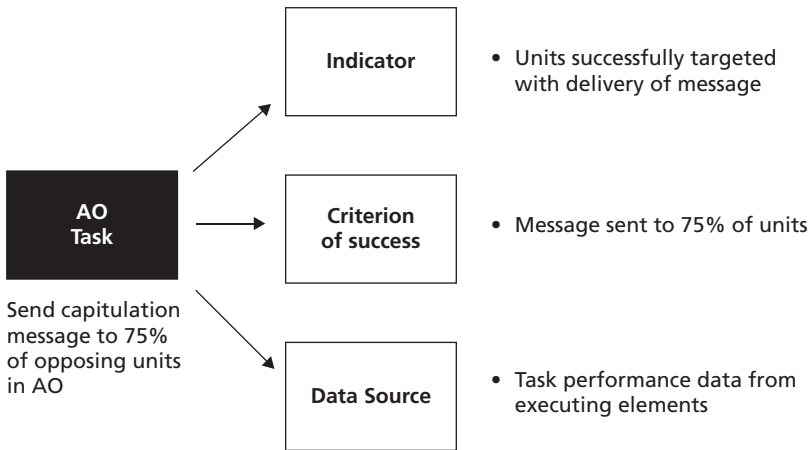 AO
Task
Send capitulation
message to 75%
of opposing units
in AO
Indicator
• Units successfully targeted
with delivery of message
Criterion
of success
• Message sent to 75% of units
Data Source
• Task performance data from
executing elements